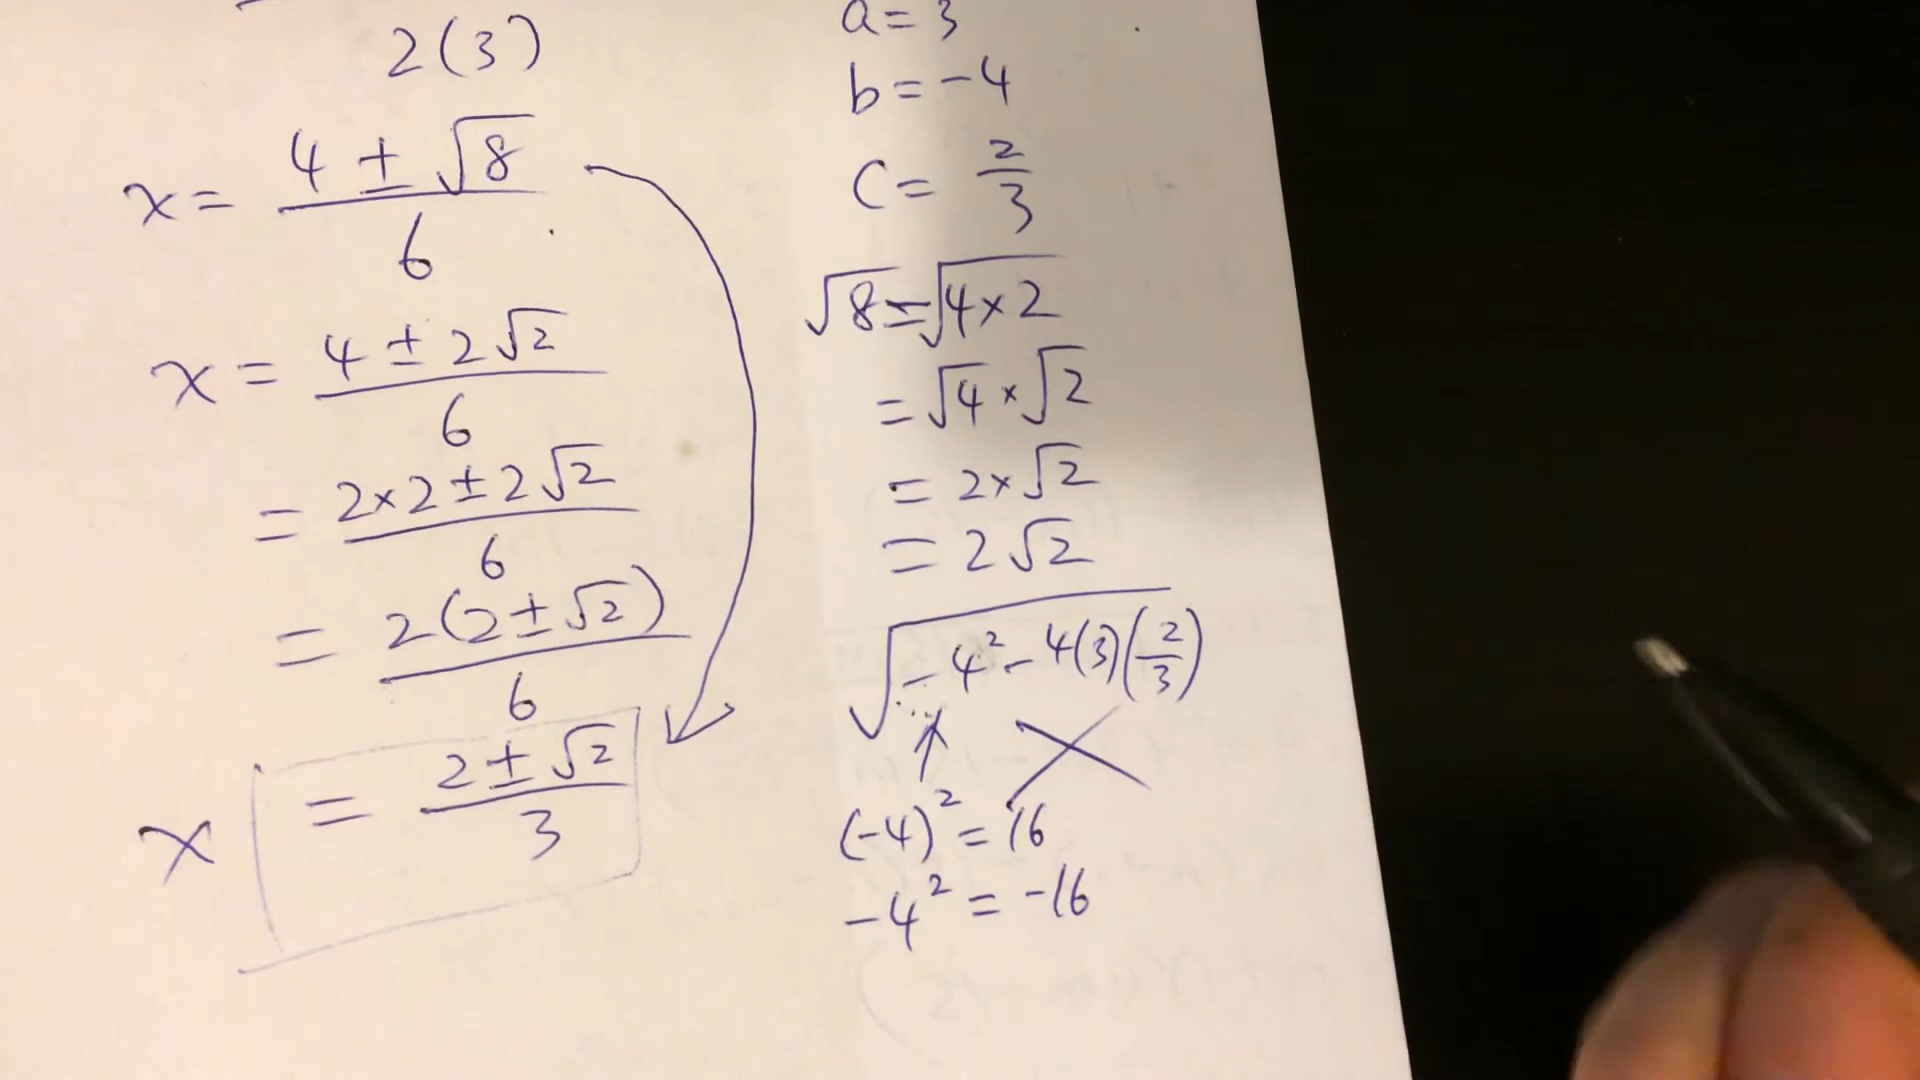 2(3)
x = (4 ± √8)/6
x = (4 ± 2√2)/6
= (2×2 ± 2√2)/6
= 2(2 ± √2)/6
x = (2 ± √2)/3
a = 3
b = -4
c = 2/3
√8 = √(4×2)
= √4 × √2
= 2×√2
= 2√2
√(-4² - 4(3)(2/3))
(-4)² = 16
-4² = -16